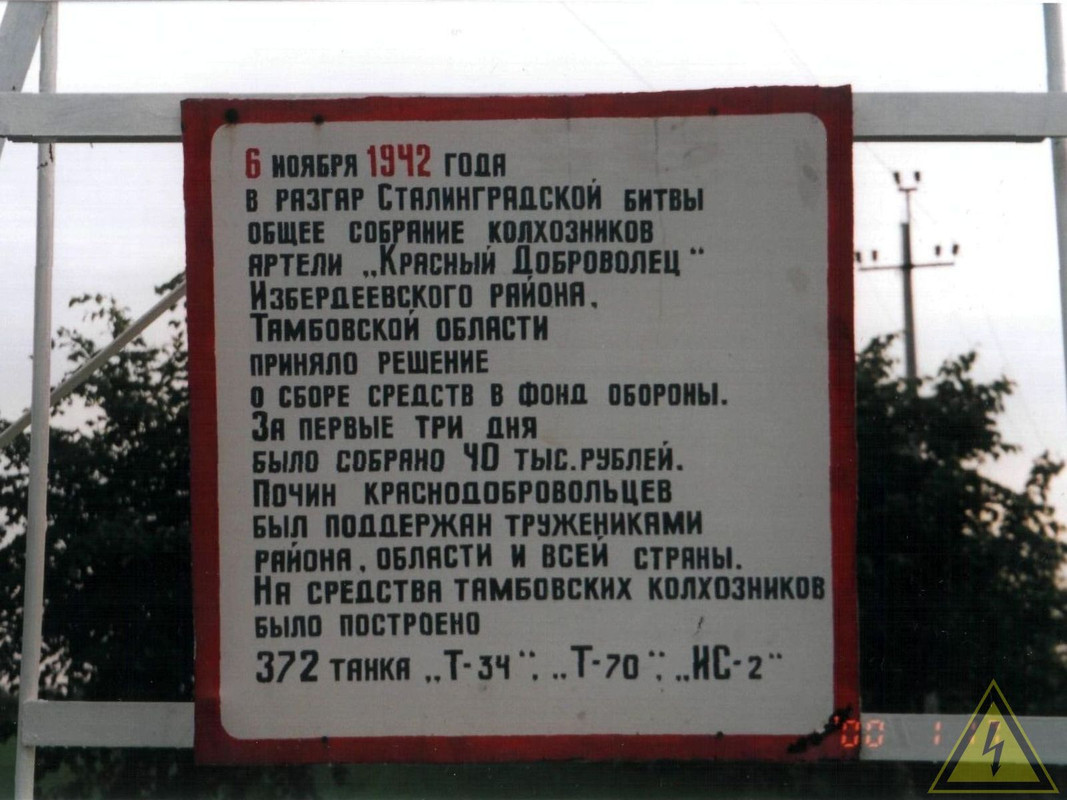 6 ноября 1942 года
в разгар Сталинградской битвы
общее собрание колхозников
артели „Красный Доброволец“
Избердеевского района,
Тамбовской области
приняло решение
о сборе средств в фонд обороны.
За первые три дня
было собрано 40 тыс. рублей.
Почин краснодобровольцев
был поддержан тружениками
района, области и всей страны.
На средства тамбовских колхозников
было построено
372 танка „Т-34“, „Т-70“, „ИС-2“